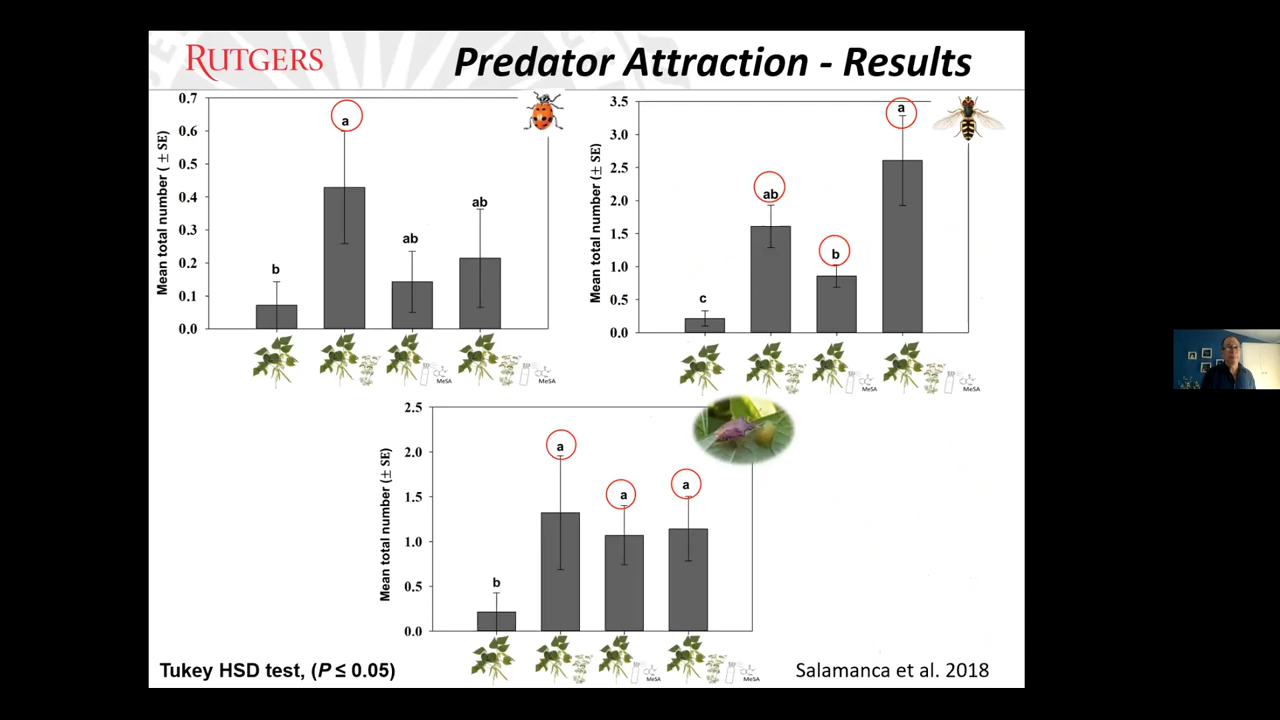 RUTGERS
Predator Attraction - Results
Mean total number ( ± SE)
0.7
0.6
0.5
0.4
0.3
0.2
0.1
0.0
b
a
ab
ab
MeSA
MeSA
Mean total number (± SE)
3.5
3.0
2.5
2.0
1.5
1.0
0.5
0.0
c
ab
b
a
MeSA
MeSA
Mean total number (± SE)
2.5
2.0
1.5
1.0
0.5
0.0
b
a
a
a
MeSA
MeSA
Tukey HSD test, (P ≤ 0.05)
Salamanca et al. 2018